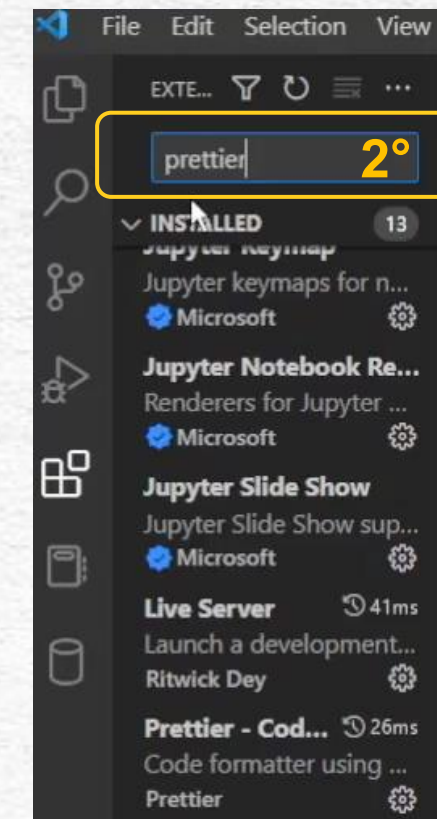 File Edit Selection View
EXTE... ...
prettier 2°
INSTALLED 13
Jupyter Keymap
Jupyter keymaps for n...
Microsoft
Jupyter Notebook Re...
Renderers for Jupyter ...
Microsoft
Jupyter Slide Show
Jupyter Slide Show sup...
Microsoft
Live Server 41ms
Launch a development...
Ritwick Dey
Prettier - Cod... 26ms
Code formatter using ...
Prettier